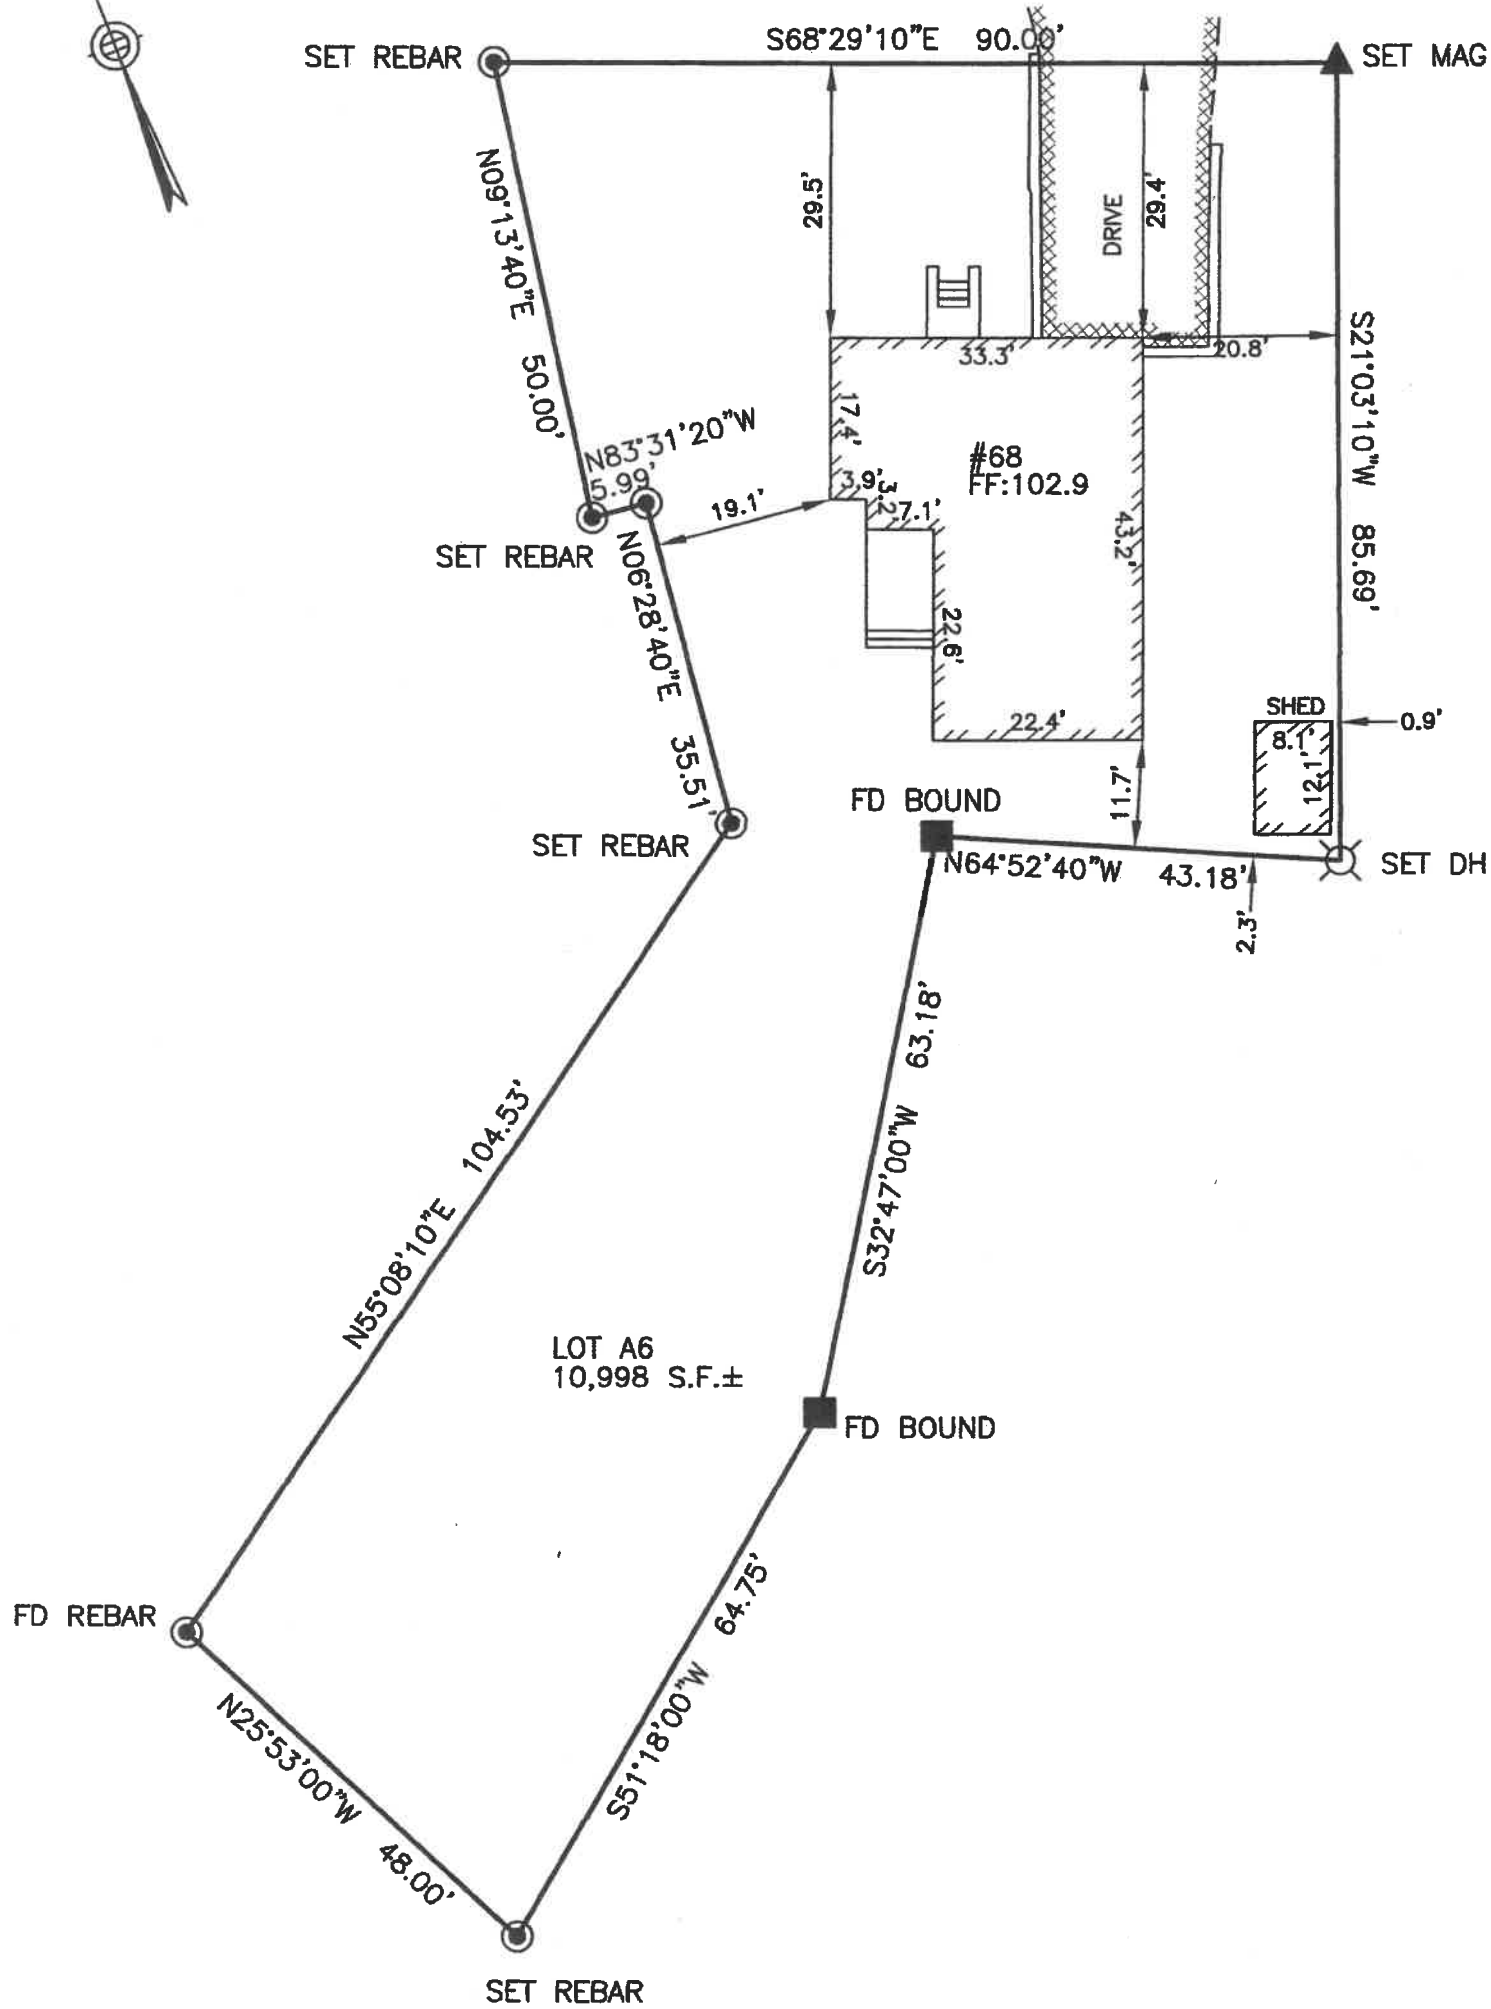 S68°29'10"E 90.00'
SET REBAR
SET MAG
N09°13'40"E 50.00'
29.5'
DRIVE
29.4'
S21°03'10"W 85.69'
33.3'
20.8'
17.4'
N83°31'20"W
5.99'
#68
FF:102.9
3.9'
3.2'
7.1'
19.1'
43.2'
SET REBAR
N06°28'40"E 35.51'
22.6'
SHED
8.1'
12.1'
0.9'
22.4'
11.7'
FD BOUND
SET REBAR
N64°52'40"W 43.18'
SET DH
2.3'
S32°47'00"W 63.18'
N55°08'10"E 104.53'
LOT A6
10,998 S.F.±
FD BOUND
S51°18'00"W 64.75'
FD REBAR
N25°53'00"W 48.00'
SET REBAR